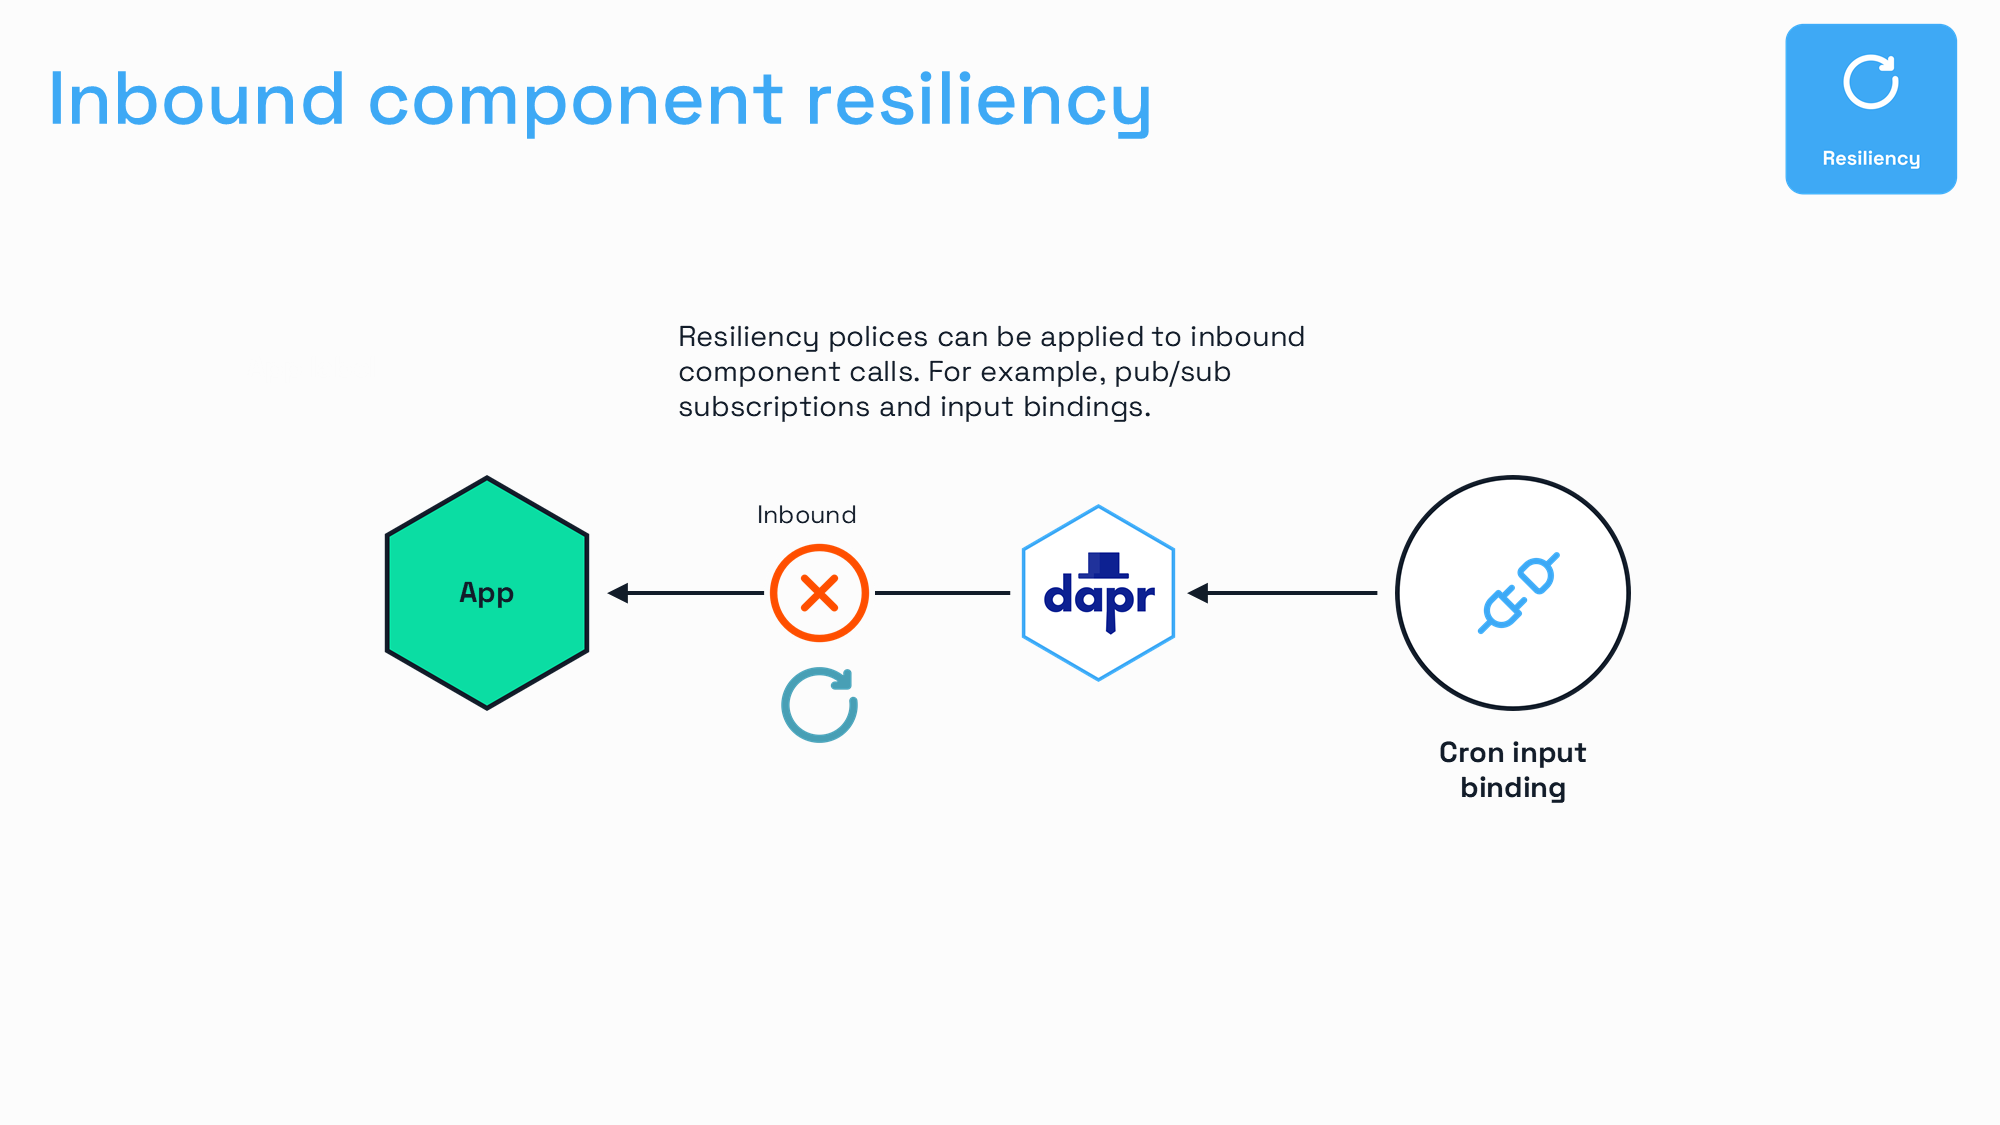 Inbound component resiliency
Resiliency
Resiliency polices can be applied to inbound
component calls. For example, pub/sub
subscriptions and input bindings.
Inbound
App
dapr
Cron input
binding